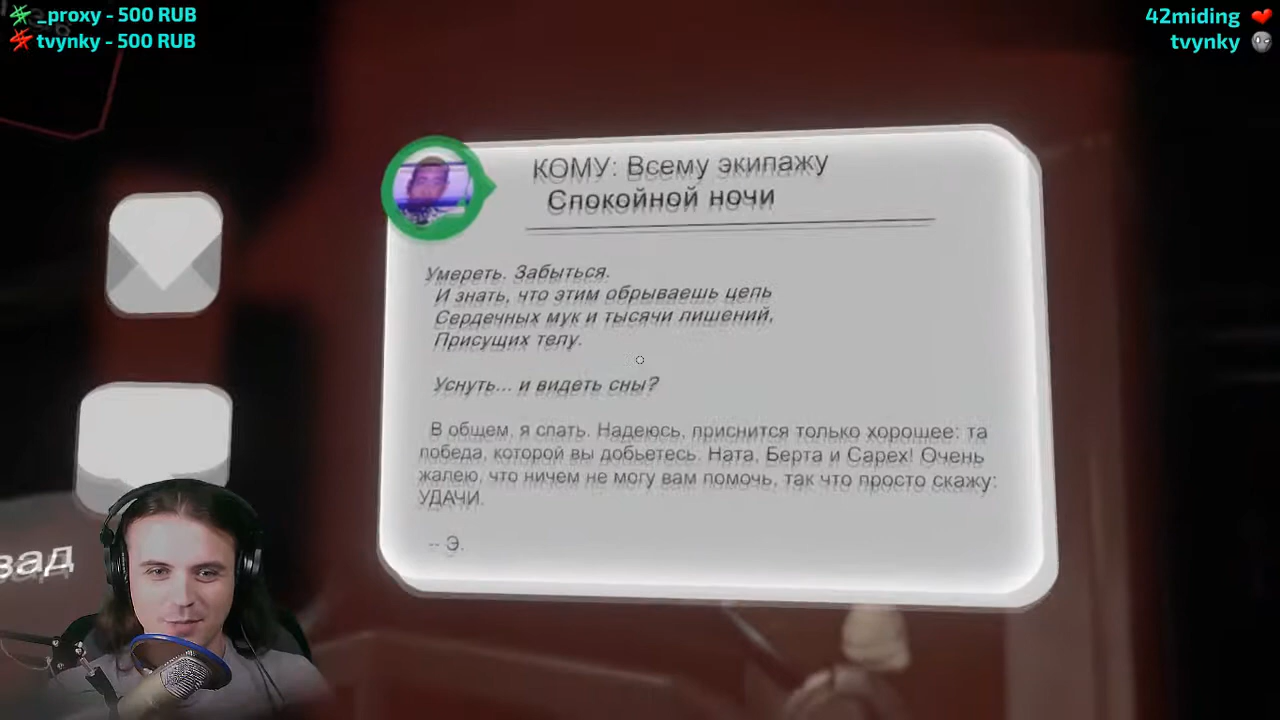 _proxy - 500 RUB
tvynky - 500 RUB
42miding
tvynky
КОМУ: Всему экипажу
Спокойной ночи
Умереть. Забыться.
И знать, что этим обрываешь цепь
Сердечных мук и тысячи лишений,
Присущих телу.
Уснуть... и видеть сны?
В общем, я спать. Надеюсь, приснится только хорошее: та
победа, которой вы добьетесь. Ната, Берта и Сарех! Очень
жалею, что ничем не могу вам помочь, так что просто скажу:
УДАЧИ.
-- Э.
зад